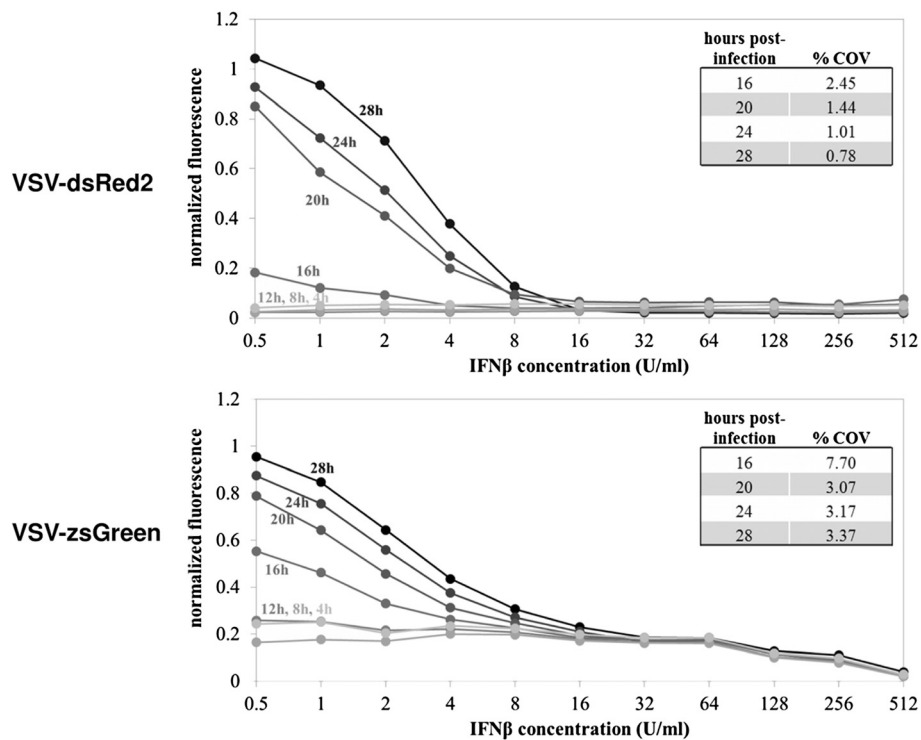 VSV-dsRed2
normalized fluorescence
1.2
1
0.8
0.6
0.4
0.2
0
28h
24h
20h
16h
12h, 8h, 4h
hours post-
infection % COV
16 2.45
20 1.44
24 1.01
28 0.78
0.5 1 2 4 8 16 32 64 128 256 512
IFNβ concentration (U/ml)
VSV-zsGreen
normalized fluorescence
1.2
1
0.8
0.6
0.4
0.2
0
28h
24h
20h
16h
12h, 8h, 4h
hours post-
infection % COV
16 7.70
20 3.07
24 3.17
28 3.37
0.5 1 2 4 8 16 32 64 128 256 512
IFNβ concentration (U/ml)